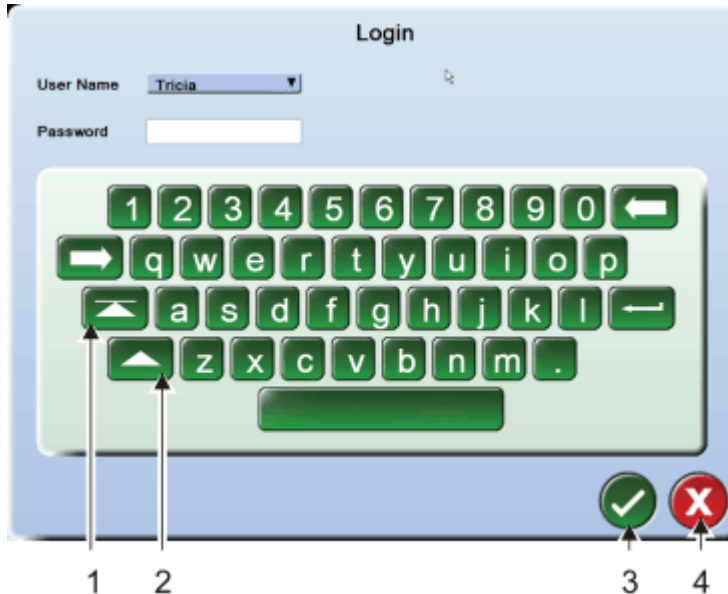 Login
User Name Tricia
Password
1 2 3 4 5 6 7 8 9 0
q w e r t y u i o p
a s d f g h j k l
z x c v b n m .
1 2 3 4